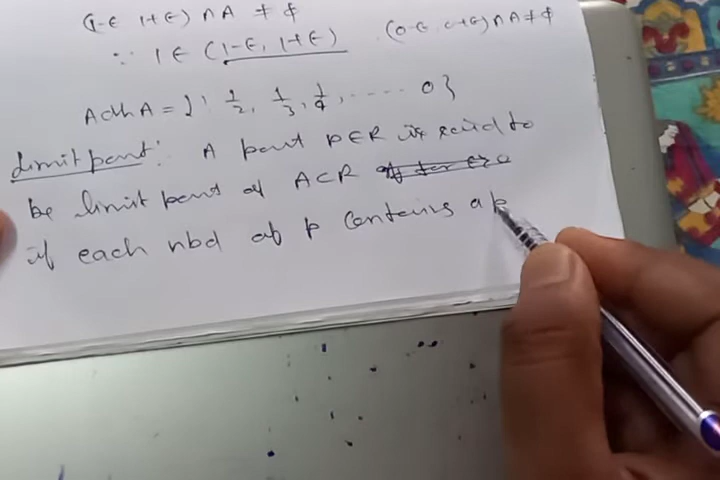 (1-ϵ 1+ϵ) ∩ A ≠ ϕ
∵ 1 ∈ (1-ϵ, 1+ϵ) (0-ϵ 0+ϵ) ∩ A ≠ ϕ
Adh A = { 1, 1/2, 1/3, 1/4, ..... 0}
Limit point: A point p∈R is said to
be limit point of A⊂R
if each nbd of p contains a p